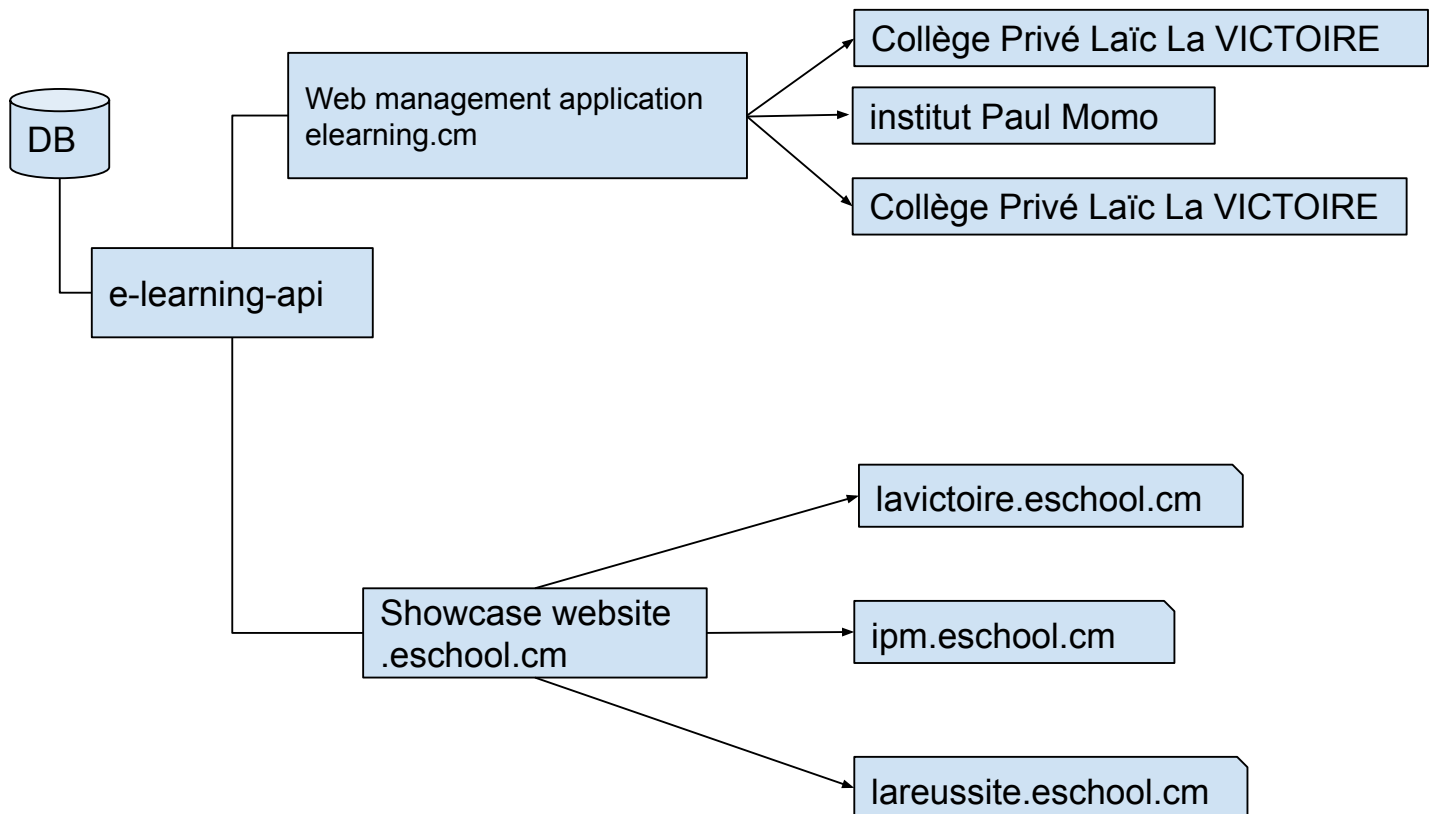 Collège Privé Laïc La VICTOIRE
Web management application
elearning.cm
institut Paul Momo
DB
Collège Privé Laïc La VICTOIRE
e-learning-api
lavictoire.eschool.cm
Showcase website
.eschool.cm
ipm.eschool.cm
lareussite.eschool.cm